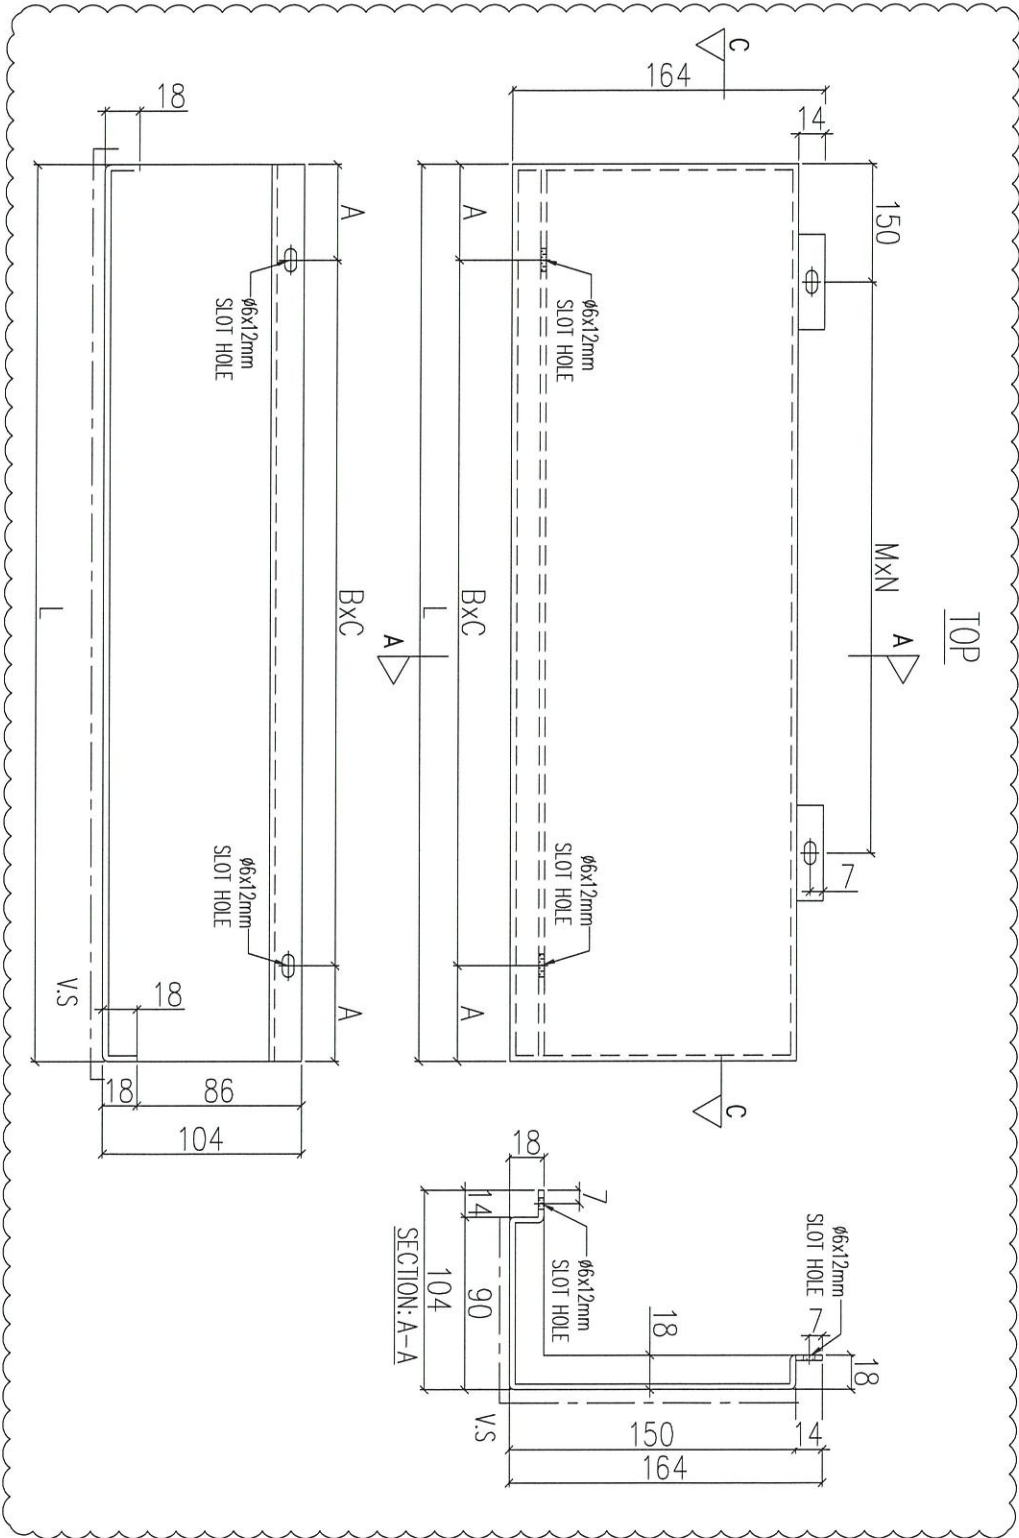 TOP
C
164
14
150
MxN
A
7
A
ø6x12mm
SLOT HOLE
ø6x12mm
SLOT HOLE
A
BxC
L
A
C
18
A
BxC
A
ø6x12mm
SLOT HOLE
ø6x12mm
SLOT HOLE
L
V.S
18
18
86
104
18
7
14
ø6x12mm
SLOT HOLE
90
104
SECTION: A-A
ø6x12mm
SLOT HOLE
7
18
18
V.S
150
14
164